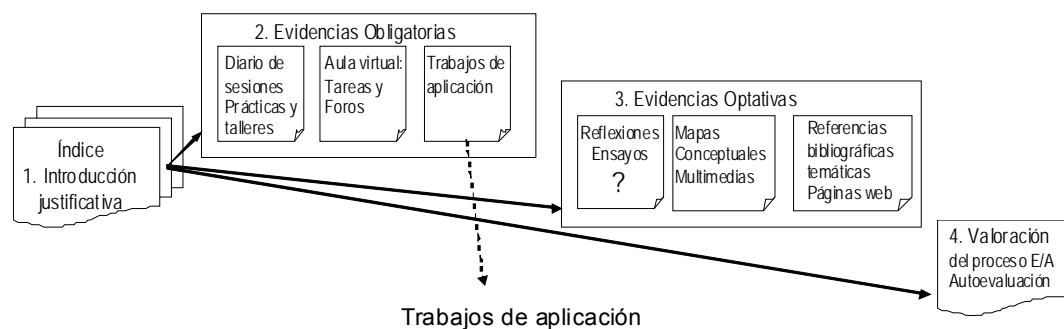 2. Evidencias Obligatorias
Diario de
sesiones
Prácticas y
talleres
Aula virtual:
Tareas y
Foros
Trabajos de
aplicación
3. Evidencias Optativas
Reflexiones
Ensayos
?
Mapas
Conceptuales
Multimedias
Referencias
bibliográficas
temáticas
Páginas web
Índice
1. Introducción
justificativa
4. Valoración
del proceso E/A
Autoevaluación
Trabajos de aplicación